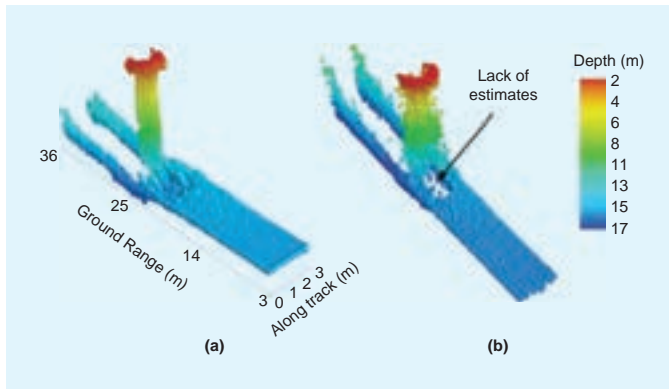 Depth (m)
2
4
6
8
11
13
15
17
Lack of
estimates
36
25
14
3
Ground Range (m)
0 1 2 3
Along track (m)
(a)
(b)